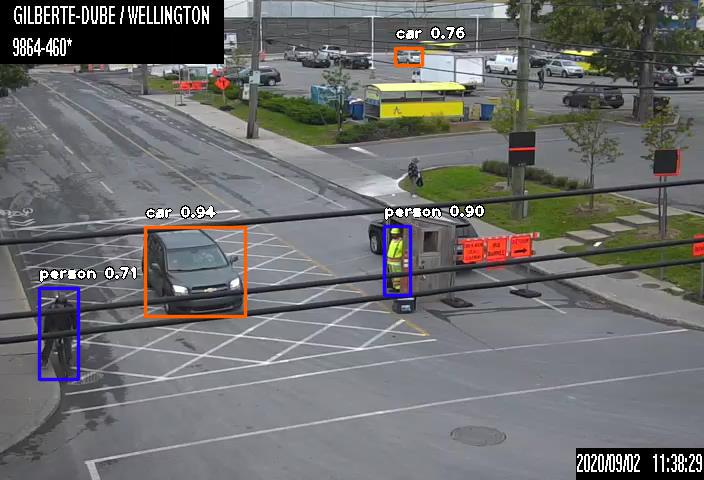 GILBERTE-DUBE / WELLINGTON
9864-460*
car 0.76
car 0.94
person 0.90
person 0.71
2020/09/02 11:38:29